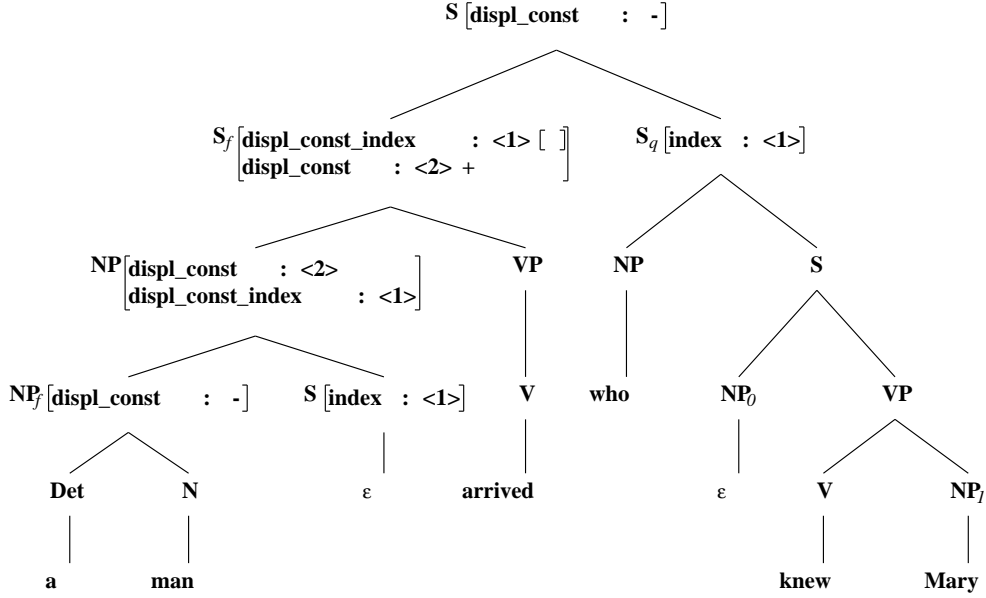 S [displ_const : -]
S_f [displ_const_index : <1> [ ] S_q [index : <1>]
displ_const : <2> +]
NP [displ_const : <2> VP NP S
displ_const_index : <1>]
NP_f [displ_const : -] S [index : <1>] V who NP_0 VP
Det N ε arrived ε V NP_1
a man knew Mary